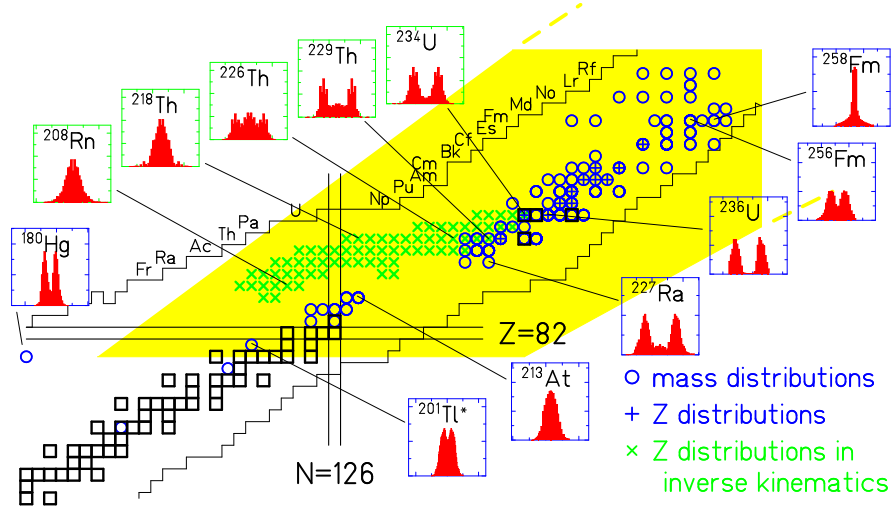 ²²⁹Th
²³⁴U
²²⁶Th
²¹⁸Th
²⁰⁸Rn
¹⁸⁰Hg
²⁵⁸Fm
²⁵⁶Fm
²³⁶U
²²⁷Ra
²¹³At
²⁰¹Tl*
Rf
Lr
No
Md
Fm
Es
Cf
Bk
Cm
Am
Pu
Np
U
Pa
Th
Ac
Ra
Fr
Z=82
N=126
mass distributions
Z distributions
Z distributions in
inverse kinematics